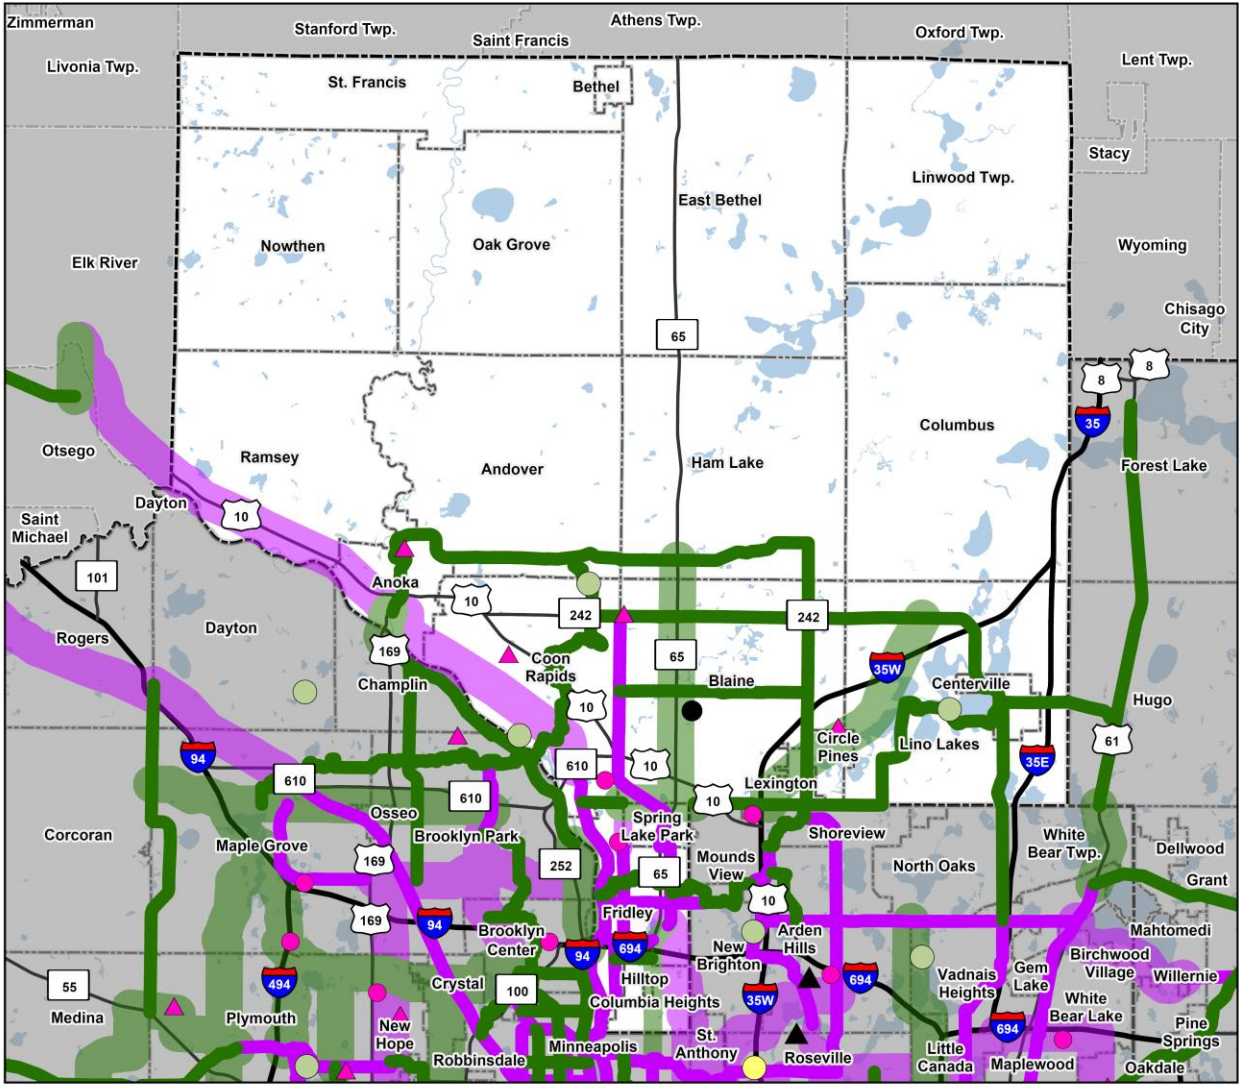 Zimmerman
Stanford Twp.
Athens Twp.
Saint Francis
Oxford Twp.
Livonia Twp.
Lent Twp.
St. Francis
Bethel
Stacy
Linwood Twp.
East Bethel
Nowthen
Oak Grove
Wyoming
Elk River
Chisago
City
65
8
8
35
Otsego
Ramsey
Andover
Ham Lake
Columbus
Forest Lake
Dayton
10
Saint
Michael
101
Anoka
10
242
242
Rogers
Dayton
169
65
35W
Coon
Rapids
Champlin
Blaine
Centerville
Hugo
10
Circle
Pines
Lino Lakes
61
94
610
10
35E
610
Lexington
610
10
Osseo
Spring
Lake Park
Corcoran
Brooklyn Park
Shoreview
White
Bear Twp.
Maple Grove
Dellwood
169
252
65
Mounds
View
North Oaks
Grant
10
169
94
Fridley
Brooklyn
Center
94
694
New
Brighton
Arden
Hills
Mahtomedi
Birchwood
Village
Willernie
55
494
Crystal
100
Hilltop
Columbia Heights
35W
694
Vadnais
Heights
Gem
Lake
White
Bear Lake
Medina
Plymouth
New
Hope
694
Pine
Springs
Robbinsdale
Minneapolis
St.
Anthony
Roseville
Little
Canada
Maplewood
Oakdale